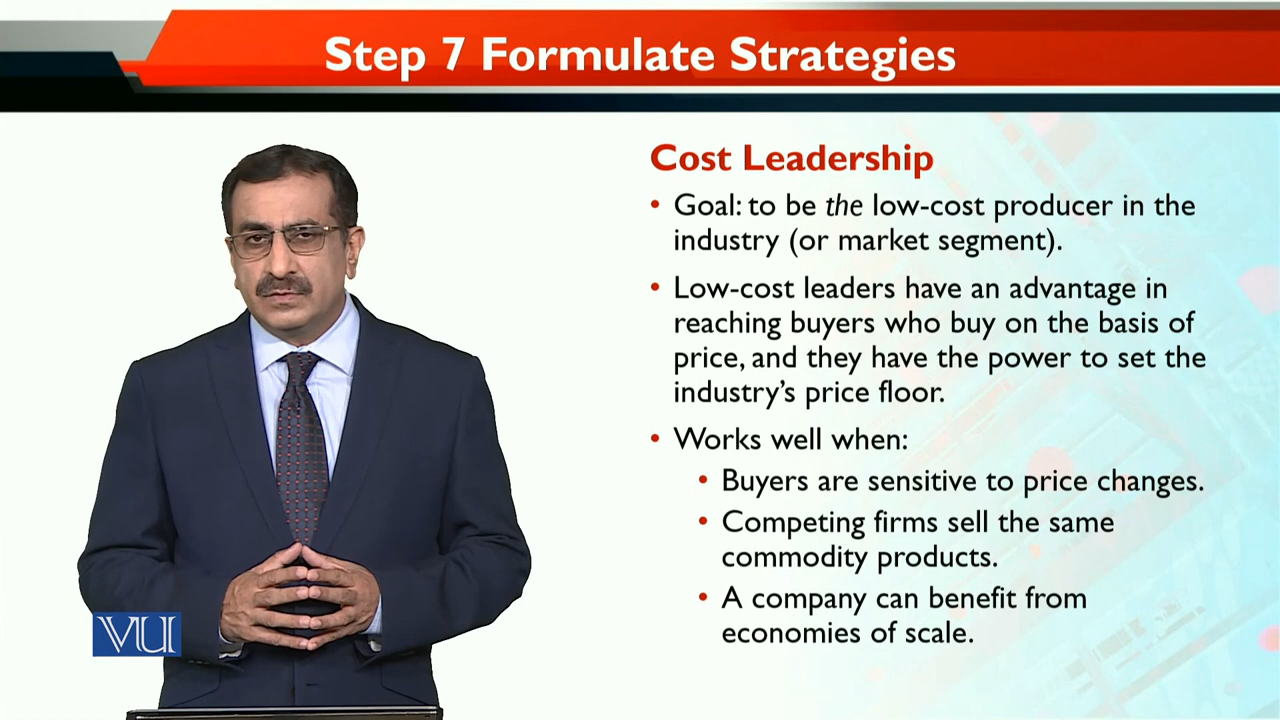 Step 7 Formulate Strategies
Cost Leadership
• Goal: to be the low-cost producer in the
industry (or market segment).
• Low-cost leaders have an advantage in
reaching buyers who buy on the basis of
price, and they have the power to set the
industry's price floor.
• Works well when:
• Buyers are sensitive to price changes.
• Competing firms sell the same
commodity products.
• A company can benefit from
economies of scale.
VU